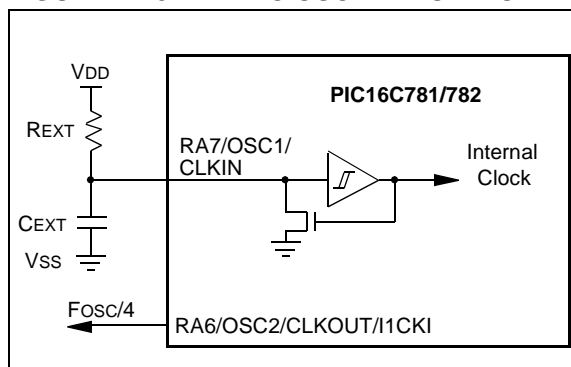 VDD
PIC16C781/782
REXT
RA7/OSC1/
CLKIN
Internal
Clock
CEXT
VSS
FOSC/4
RA6/OSC2/CLKOUT/I1CKI